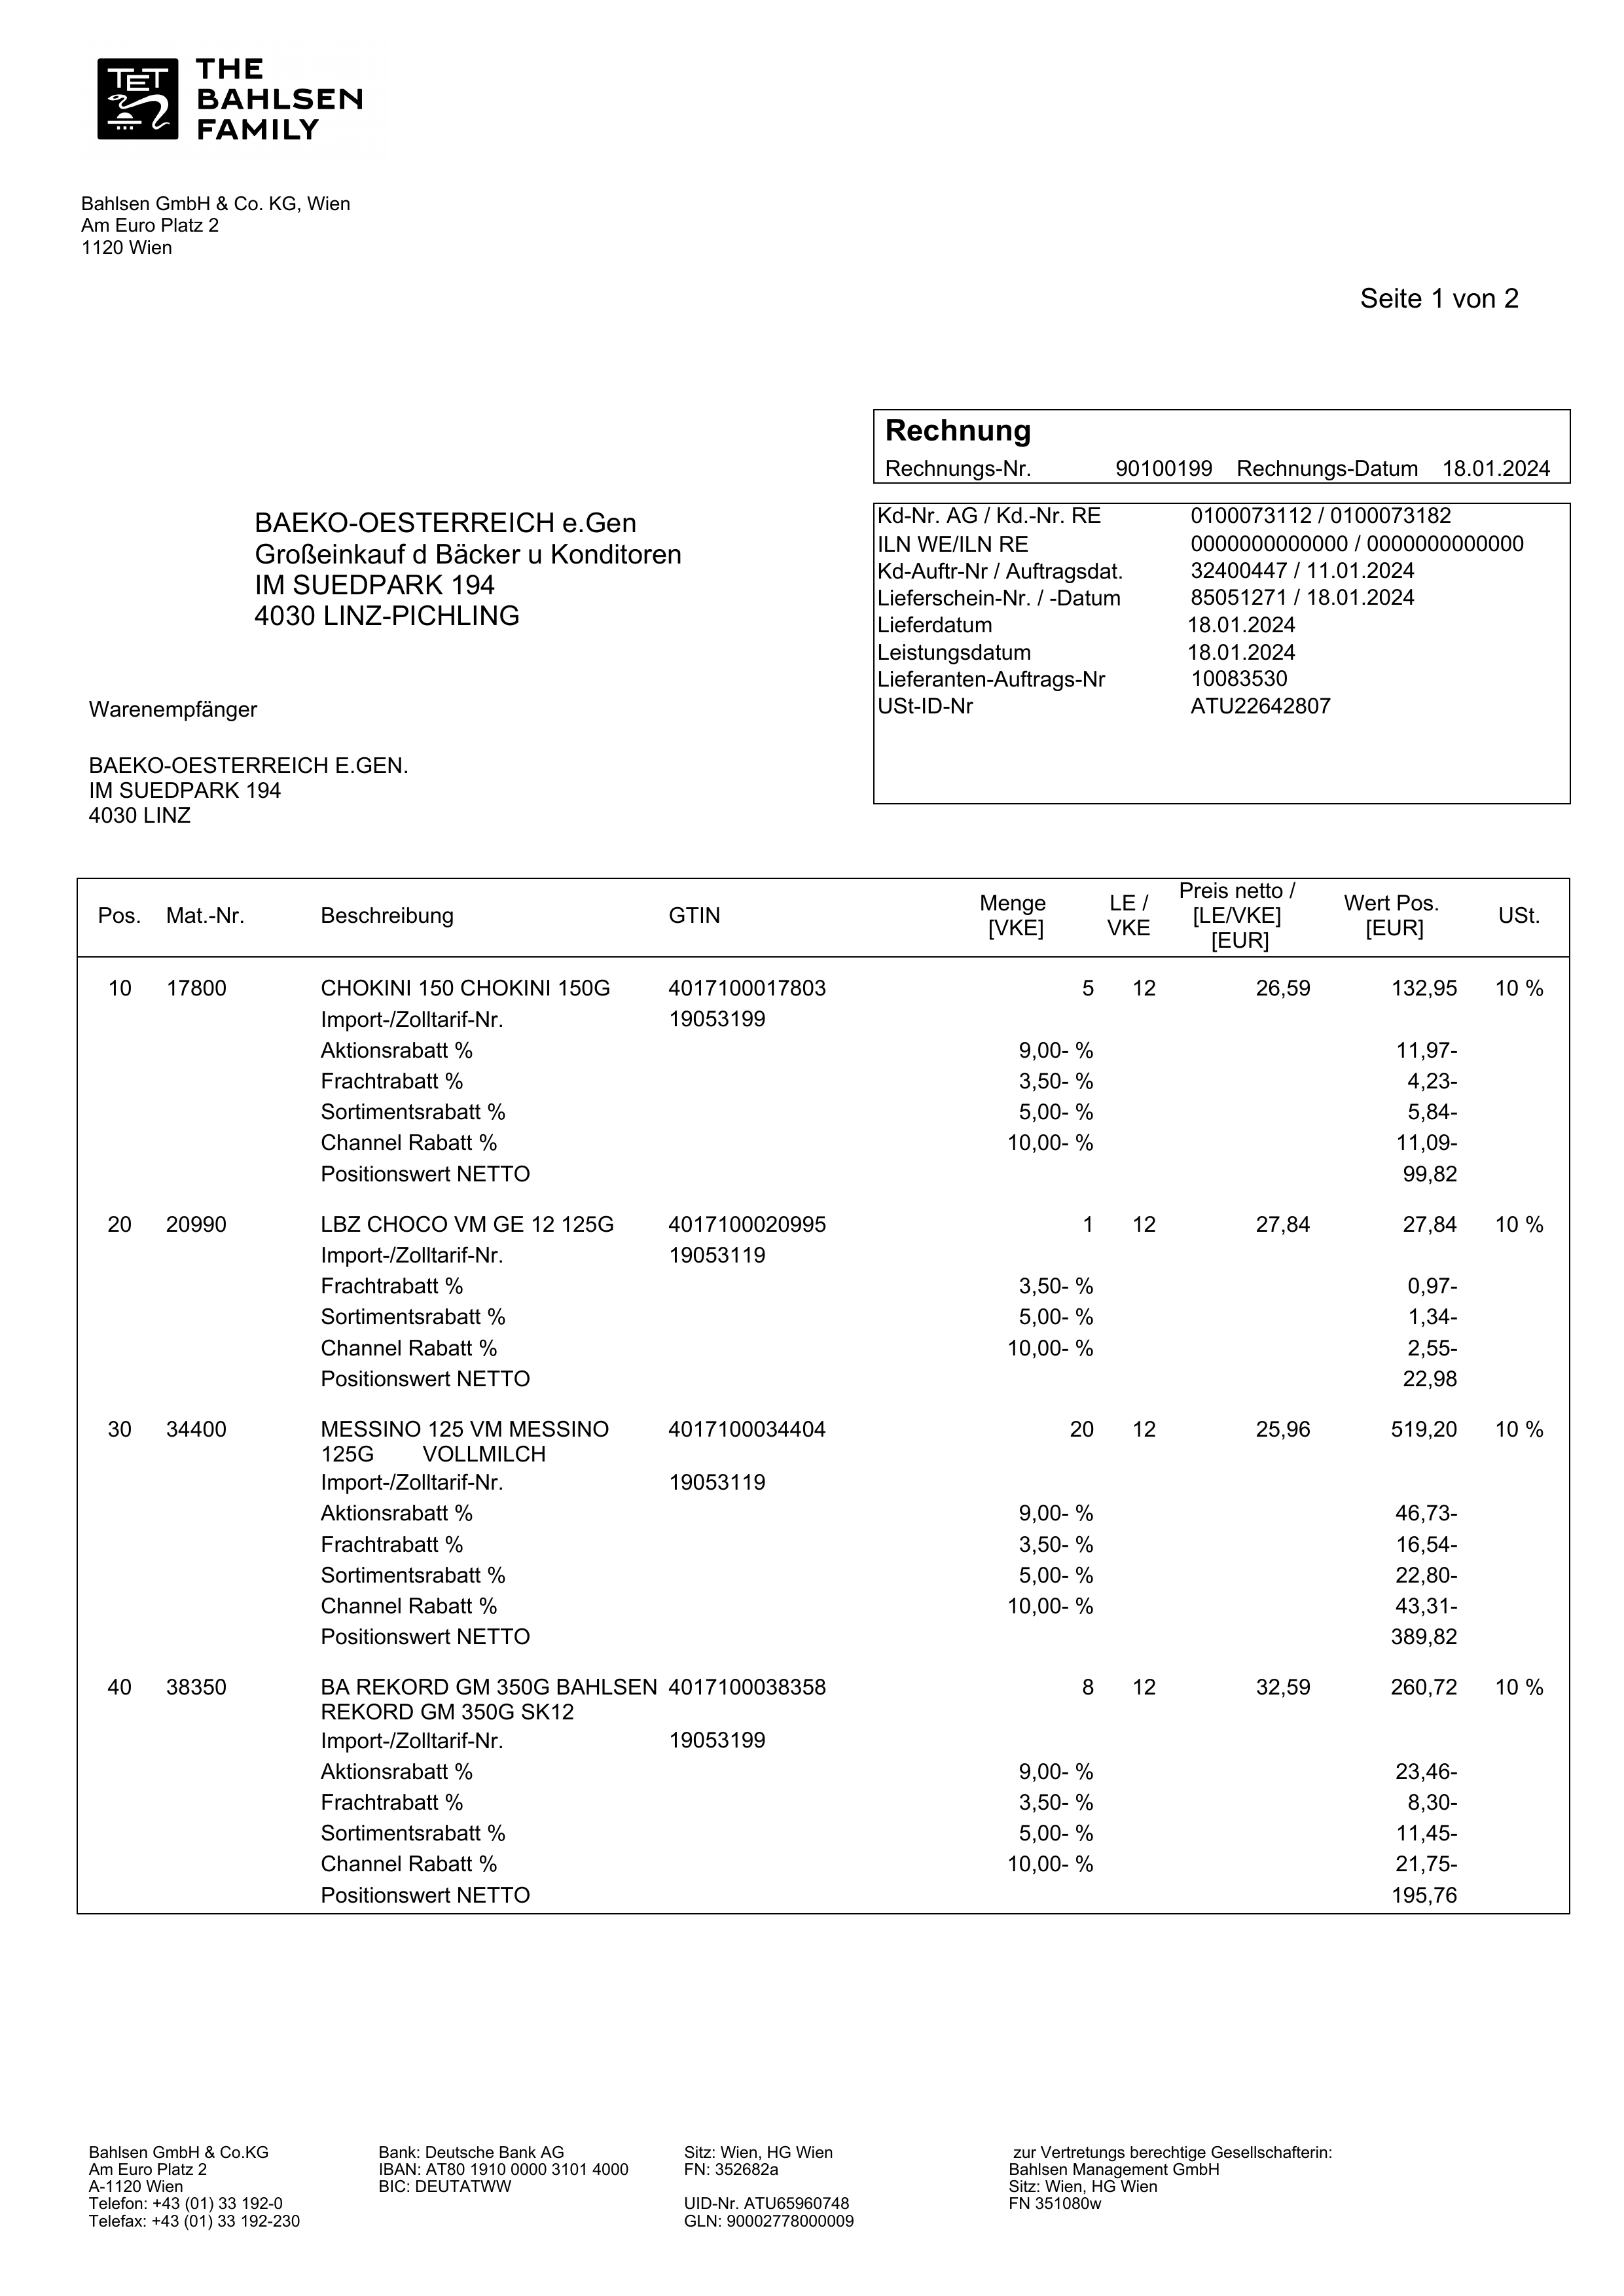 TET
THE
BAHLSEN
FAMILY
Bahlsen GmbH & Co. KG, Wien
Am Euro Platz 2
1120 Wien
Seite 1 von 2
Rechnung
Rechnungs-Nr. 90100199 Rechnungs-Datum 18.01.2024
BAEKO-OESTERREICH e.Gen
Großeinkauf d Bäcker u Konditoren
IM SUEDPARK 194
4030 LINZ-PICHLING
Kd-Nr. AG / Kd.-Nr. RE 0100073112 / 0100073182
ILN WE/ILN RE 0000000000000 / 0000000000000
Kd-Auftr-Nr / Auftragsdat. 32400447 / 11.01.2024
Lieferschein-Nr. / -Datum 85051271 / 18.01.2024
Lieferdatum 18.01.2024
Leistungsdatum 18.01.2024
Lieferanten-Auftrags-Nr 10083530
USt-ID-Nr ATU22642807
Warenempfänger
BAEKO-OESTERREICH E.GEN.
IM SUEDPARK 194
4030 LINZ
Pos. Mat.-Nr. Beschreibung GTIN Menge [VKE] LE / VKE Preis netto / [LE/VKE] [EUR] Wert Pos. [EUR] USt.
10 17800 CHOKINI 150 CHOKINI 150G 4017100017803 5 12 26,59 132,95 10 %
Import-/Zolltarif-Nr. 19053199
Aktionsrabatt % 9,00- % 11,97-
Frachtrabatt % 3,50- % 4,23-
Sortimentsrabatt % 5,00- % 5,84-
Channel Rabatt % 10,00- % 11,09-
Positionswert NETTO 99,82
20 20990 LBZ CHOCO VM GE 12 125G 4017100020995 1 12 27,84 27,84 10 %
Import-/Zolltarif-Nr. 19053119
Frachtrabatt % 3,50- % 0,97-
Sortimentsrabatt % 5,00- % 1,34-
Channel Rabatt % 10,00- % 2,55-
Positionswert NETTO 22,98
30 34400 MESSINO 125 VM MESSINO 4017100034404 20 12 25,96 519,20 10 %
125G VOLLMILCH
Import-/Zolltarif-Nr. 19053119
Aktionsrabatt % 9,00- % 46,73-
Frachtrabatt % 3,50- % 16,54-
Sortimentsrabatt % 5,00- % 22,80-
Channel Rabatt % 10,00- % 43,31-
Positionswert NETTO 389,82
40 38350 BA REKORD GM 350G BAHLSEN 4017100038358 8 12 32,59 260,72 10 %
REKORD GM 350G SK12
Import-/Zolltarif-Nr. 19053199
Aktionsrabatt % 9,00- % 23,46-
Frachtrabatt % 3,50- % 8,30-
Sortimentsrabatt % 5,00- % 11,45-
Channel Rabatt % 10,00- % 21,75-
Positionswert NETTO 195,76
Bahlsen GmbH & Co.KG
Am Euro Platz 2
A-1120 Wien
Telefon: +43 (01) 33 192-0
Telefax: +43 (01) 33 192-230
Bank: Deutsche Bank AG
IBAN: AT80 1910 0000 3101 4000
BIC: DEUTATWW
Sitz: Wien, HG Wien
FN: 352682a
UID-Nr. ATU65960748
GLN: 90002778000009
zur Vertretungs berechtige Gesellschafterin:
Bahlsen Management GmbH
Sitz: Wien, HG Wien
FN 351080w